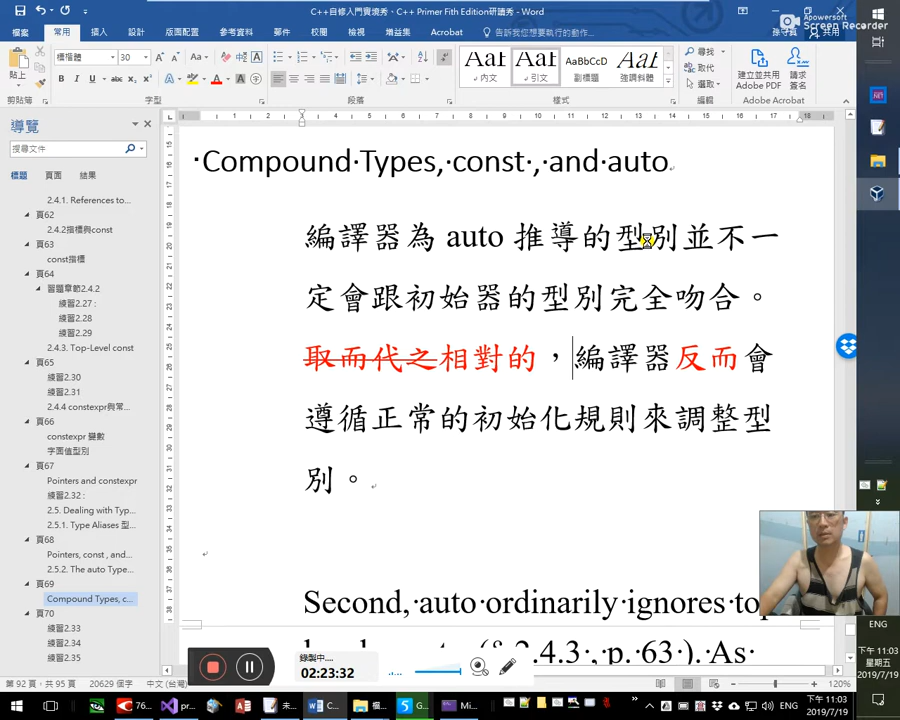 C++自修入門實境秀、C++ Primer Fith Edition研讀秀 - Word
Apowersoft
Screen Recorder
檔案 常用 插入 設計 版面配置 參考資料 郵件 校閱 檢視 增益集 Acrobat 告訴我您想要執行的動作... 共用
貼上
標楷體 30
剪貼簿 字型 段落 樣式 編輯 Adobe Acrobat
內文 引文 副標題 強調斜體
尋找
取代
選取
建立並共用
Adobe PDF
請求
簽名
導覽
搜尋文件
標題 頁面 結果
2.4.1. References to...
頁62
2.4.2指標與const
頁63
const指標
頁64
習題章節2.4.2
練習2.27 :
練習2.28
練習2.29
2.4.3. Top-Level const
頁65
練習2.30
練習2.31
2.4.4 constexpr與常...
頁66
constexpr 變數
字面值型別
頁67
Pointers and constexpr
練習2.32 :
2.5. Dealing with Typ...
2.5.1. Type Aliases 型...
頁68
Pointers, const , and...
2.5.2. The auto Type...
頁69
Compound Types, c...
頁70
練習2.33
練習2.34
練習2.35
Compound Types, const , and auto
編譯器為 auto 推導的型別並不一
定會跟初始器的型別完全吻合。
取而代之相對的，編譯器反而會
遵循正常的初始化規則來調整型
別。
Second, auto ordinarily ignores to
2.4.3 , p. 63 ). As
錄製中...
02:23:32
第 92 頁，共 95 頁 20629 個字 中文 (台灣) 120%
ENG
下午 11:03
星期五
2019/7/19
下午 11:03
2019/7/19